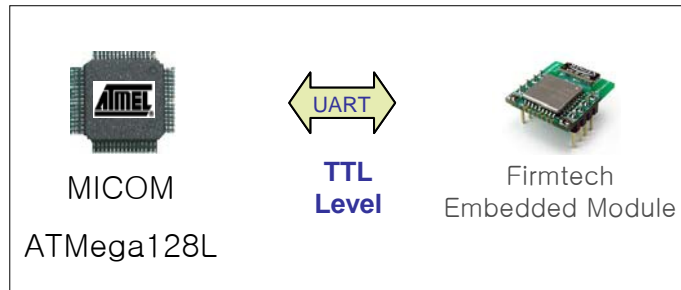 ATMEL
UART
MICOM
TTL
Level
Firmtech
Embedded Module
ATMega128L